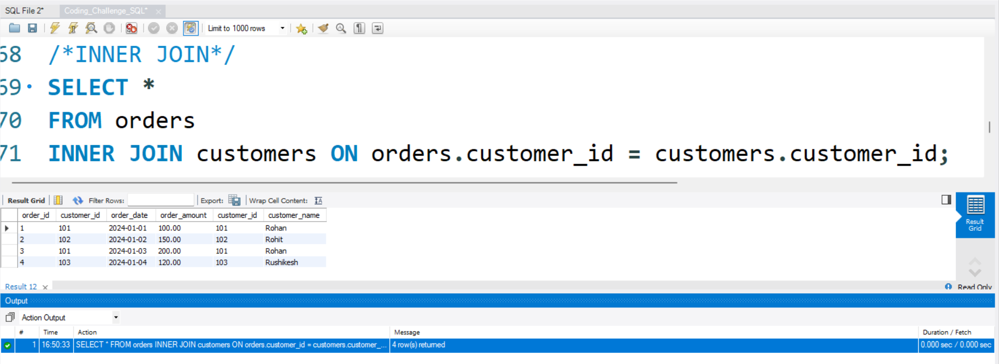 SQL File 2* Coding_Challenge_SQL*
Limit to 1000 rows
68 /*INNER JOIN*/
69 SELECT *
70 FROM orders
71 INNER JOIN customers ON orders.customer_id = customers.customer_id;
Result Grid Filter Rows: Export: Wrap Cell Content:
Result
Grid
order_id customer_id order_date order_amount customer_id customer_name
1 101 2024-01-01 100.00 101 Rohan
2 102 2024-01-02 150.00 102 Rohit
3 101 2024-01-03 200.00 101 Rohan
4 103 2024-01-04 120.00 103 Rushikesh
Result 12 Read Only
Output
Action Output
# Time Action Message Duration / Fetch
1 16:50:33 SELECT * FROM orders INNER JOIN customers ON orders.customer_id = customers.customer_... 4 row(s) returned 0.000 sec / 0.000 sec